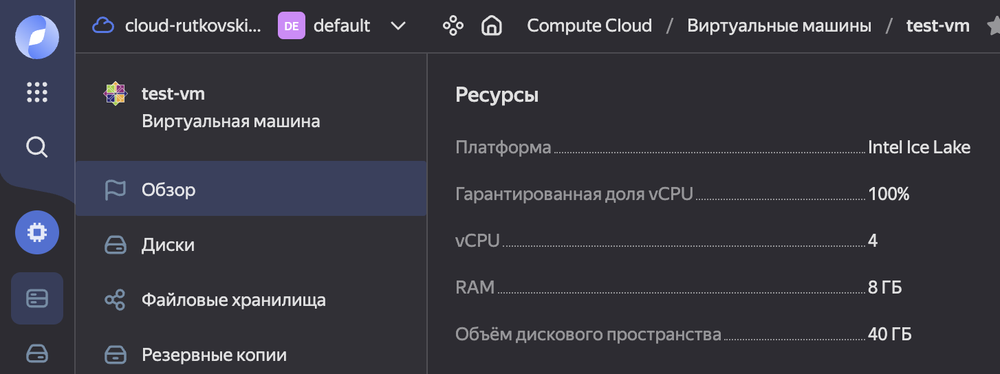 cloud-rutkovski... DE default Compute Cloud / Виртуальные машины / test-vm
test-vm
Виртуальная машина
Обзор
Диски
Файловые хранилища
Резервные копии
Ресурсы
Платформа Intel Ice Lake
Гарантированная доля vCPU 100%
vCPU 4
RAM 8 ГБ
Объём дискового пространства 40 ГБ